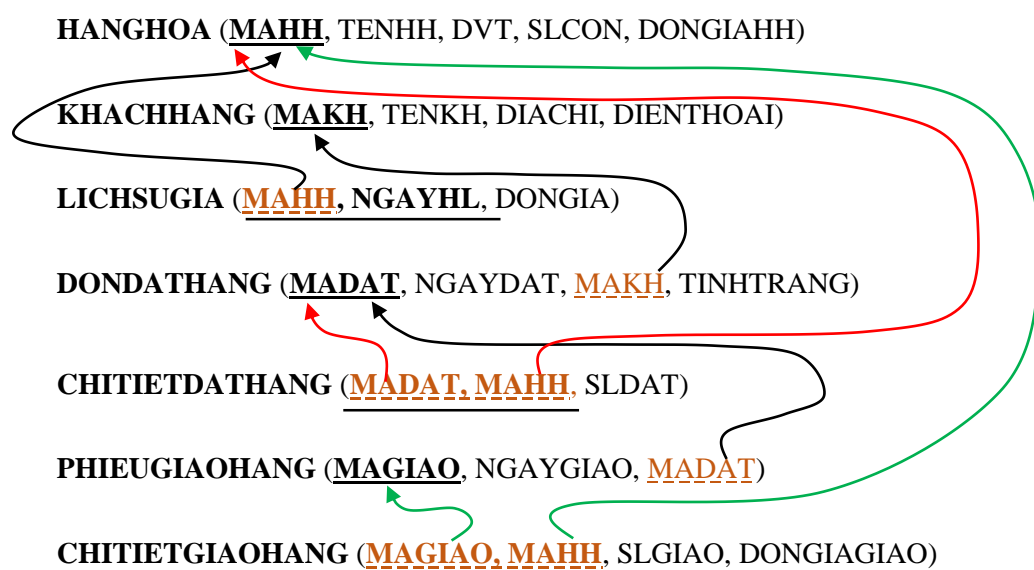 HANGHOA (MAHH, TENHH, DVT, SLCON, DONGIAHH)
KHACHHANG (MAKH, TENKH, DIACHI, DIENTHOAI)
LICHSUGIA (MAHH, NGAYHL, DONGIA)
DONDATHANG (MADAT, NGAYDAT, MAKH, TINHTRANG)
CHITIETDATHANG (MADAT, MAHH, SLDAT)
PHIEUGIAOHANG (MAGIAO, NGAYGIAO, MADAT)
CHITIETGIAOHANG (MAGIAO, MAHH, SLGIAO, DONGIAGIAO)